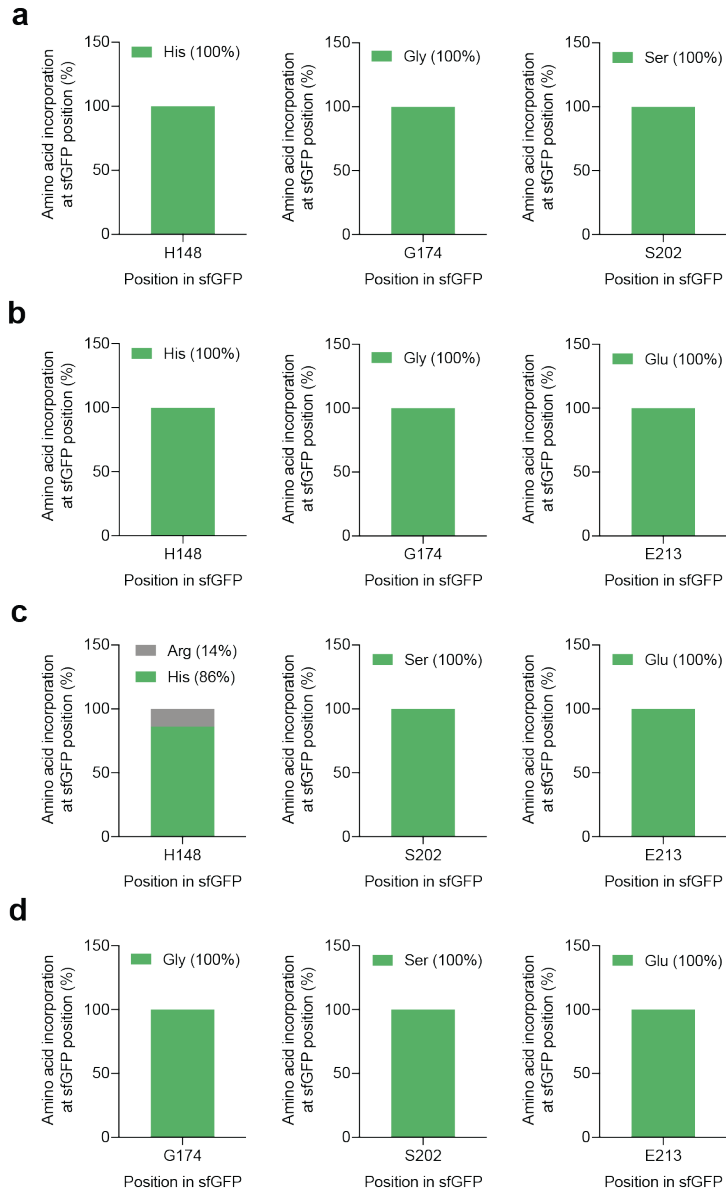 a
Amino acid incorporation
at sfGFP position (%)
150
100
50
0
His (100%)
H148
Position in sfGFP
Amino acid incorporation
at sfGFP position (%)
150
100
50
0
Gly (100%)
G174
Position in sfGFP
Amino acid incorporation
at sfGFP position (%)
150
100
50
0
Ser (100%)
S202
Position in sfGFP
b
Amino acid incorporation
at sfGFP position (%)
150
100
50
0
His (100%)
H148
Position in sfGFP
Amino acid incorporation
at sfGFP position (%)
150
100
50
0
Gly (100%)
G174
Position in sfGFP
Amino acid incorporation
at sfGFP position (%)
150
100
50
0
Glu (100%)
E213
Position in sfGFP
c
Amino acid incorporation
at sfGFP position (%)
150
100
50
0
Arg (14%)
His (86%)
H148
Position in sfGFP
Amino acid incorporation
at sfGFP position (%)
150
100
50
0
Ser (100%)
S202
Position in sfGFP
Amino acid incorporation
at sfGFP position (%)
150
100
50
0
Glu (100%)
E213
Position in sfGFP
d
Amino acid incorporation
at sfGFP position (%)
150
100
50
0
Gly (100%)
G174
Position in sfGFP
Amino acid incorporation
at sfGFP position (%)
150
100
50
0
Ser (100%)
S202
Position in sfGFP
Amino acid incorporation
at sfGFP position (%)
150
100
50
0
Glu (100%)
E213
Position in sfGFP